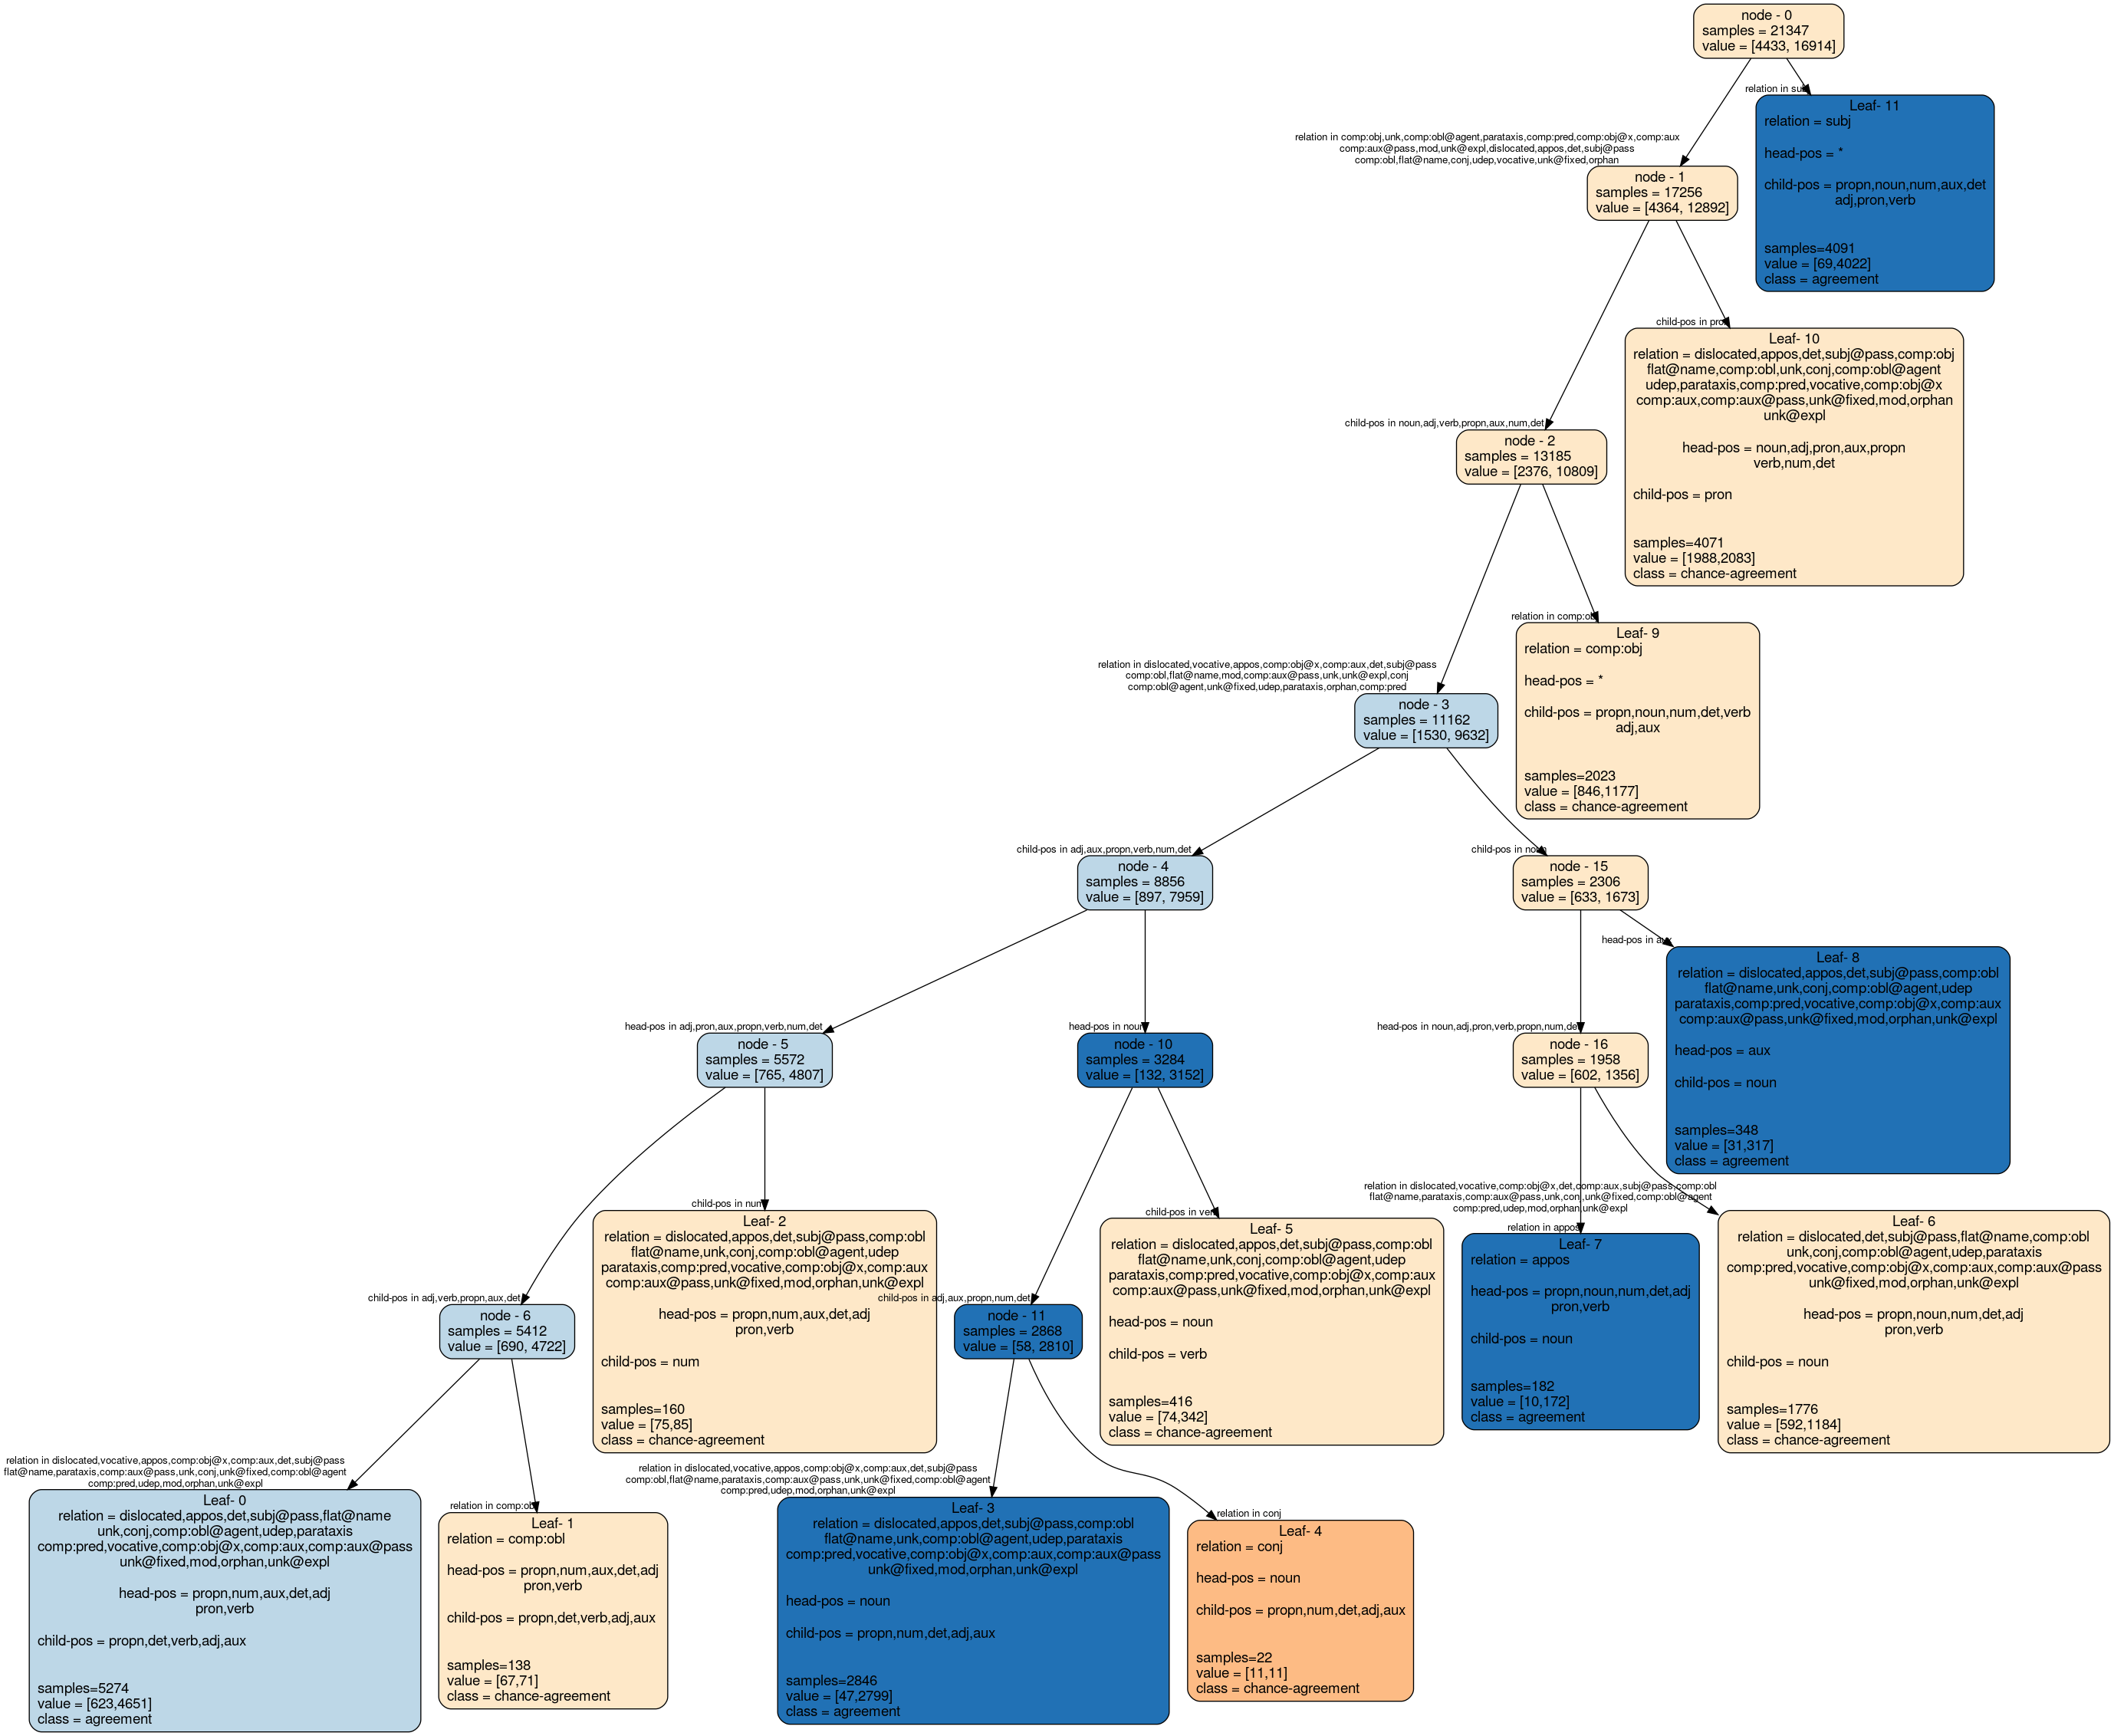 node - 0
samples = 21347
value = [4433, 16914]
relation in subj
Leaf- 11
relation = subj
head-pos = *
child-pos = propn,noun,num,aux,det
adj,pron,verb
samples=4091
value = [69,4022]
class = agreement
relation in comp:obj,unk,comp:obl@agent,parataxis,comp:pred,comp:obj@x,comp:aux
comp:aux@pass,mod,unk@expl,dislocated,appos,det,subj@pass
comp:obl,flat@name,conj,udep,vocative,unk@fixed,orphan
node - 1
samples = 17256
value = [4364, 12892]
child-pos in pron
Leaf- 10
relation = dislocated,appos,det,subj@pass,comp:obj
flat@name,comp:obl,unk,conj,comp:obl@agent
udep,parataxis,comp:pred,vocative,comp:obj@x
comp:aux,comp:aux@pass,unk@fixed,mod,orphan
unk@expl
head-pos = noun,adj,pron,aux,propn
verb,num,det
child-pos = pron
samples=4071
value = [1988,2083]
class = chance-agreement
child-pos in noun,adj,verb,propn,aux,num,det
node - 2
samples = 13185
value = [2376, 10809]
relation in comp:obj
Leaf- 9
relation = comp:obj
head-pos = *
child-pos = propn,noun,num,det,verb
adj,aux
samples=2023
value = [846,1177]
class = chance-agreement
relation in dislocated,vocative,appos,comp:obj@x,comp:aux,det,subj@pass
comp:obl,flat@name,mod,comp:aux@pass,unk,unk@expl,conj
comp:obl@agent,unk@fixed,udep,parataxis,orphan,comp:pred
node - 3
samples = 11162
value = [1530, 9632]
child-pos in adj,aux,propn,verb,num,det
node - 4
samples = 8856
value = [897, 7959]
child-pos in noun
node - 15
samples = 2306
value = [633, 1673]
head-pos in aux
Leaf- 8
relation = dislocated,appos,det,subj@pass,comp:obl
flat@name,unk,conj,comp:obl@agent,udep
parataxis,comp:pred,vocative,comp:obj@x,comp:aux
comp:aux@pass,unk@fixed,mod,orphan,unk@expl
head-pos = aux
child-pos = noun
samples=348
value = [31,317]
class = agreement
head-pos in adj,pron,aux,propn,verb,num,det
node - 5
samples = 5572
value = [765, 4807]
head-pos in noun
node - 10
samples = 3284
value = [132, 3152]
head-pos in noun,adj,pron,verb,propn,num,det
node - 16
samples = 1958
value = [602, 1356]
child-pos in num
Leaf- 2
relation = dislocated,appos,det,subj@pass,comp:obl
flat@name,unk,conj,comp:obl@agent,udep
parataxis,comp:pred,vocative,comp:obj@x,comp:aux
comp:aux@pass,unk@fixed,mod,orphan,unk@expl
head-pos = propn,num,aux,det,adj
pron,verb
child-pos = num
samples=160
value = [75,85]
class = chance-agreement
child-pos in verb
Leaf- 5
relation = dislocated,appos,det,subj@pass,comp:obl
flat@name,unk,conj,comp:obl@agent,udep
parataxis,comp:pred,vocative,comp:obj@x,comp:aux
comp:aux@pass,unk@fixed,mod,orphan,unk@expl
head-pos = noun
child-pos = verb
samples=416
value = [74,342]
class = chance-agreement
relation in dislocated,vocative,comp:obj@x,det,comp:aux,subj@pass,comp:obl
flat@name,parataxis,comp:aux@pass,unk,conj,unk@fixed,comp:obl@agent
comp:pred,udep,mod,orphan,unk@expl
relation in appos
Leaf- 7
relation = appos
head-pos = propn,noun,num,det,adj
pron,verb
child-pos = noun
samples=182
value = [10,172]
class = agreement
Leaf- 6
relation = dislocated,det,subj@pass,flat@name,comp:obl
unk,conj,comp:obl@agent,udep,parataxis
comp:pred,vocative,comp:obj@x,comp:aux,comp:aux@pass
unk@fixed,mod,orphan,unk@expl
head-pos = propn,noun,num,det,adj
pron,verb
child-pos = noun
samples=1776
value = [592,1184]
class = chance-agreement
child-pos in adj,verb,propn,aux,det
node - 6
samples = 5412
value = [690, 4722]
child-pos in adj,aux,propn,num,det
node - 11
samples = 2868
value = [58, 2810]
relation in dislocated,vocative,appos,comp:obj@x,comp:aux,det,subj@pass
flat@name,parataxis,comp:aux@pass,unk,conj,unk@fixed,comp:obl@agent
comp:pred,udep,mod,orphan,unk@expl
Leaf- 0
relation = dislocated,appos,det,subj@pass,flat@name
unk,conj,comp:obl@agent,udep,parataxis
comp:pred,vocative,comp:obj@x,comp:aux,comp:aux@pass
unk@fixed,mod,orphan,unk@expl
head-pos = propn,num,aux,det,adj
pron,verb
child-pos = propn,det,verb,adj,aux
samples=5274
value = [623,4651]
class = agreement
relation in comp:obl
Leaf- 1
relation = comp:obl
head-pos = propn,num,aux,det,adj
pron,verb
child-pos = propn,det,verb,adj,aux
samples=138
value = [67,71]
class = chance-agreement
relation in dislocated,vocative,appos,comp:obj@x,comp:aux,det,subj@pass
comp:obl,flat@name,parataxis,comp:aux@pass,unk,unk@fixed,comp:obl@agent
comp:pred,udep,mod,orphan,unk@expl
Leaf- 3
relation = dislocated,appos,det,subj@pass,comp:obl
flat@name,unk,comp:obl@agent,udep,parataxis
comp:pred,vocative,comp:obj@x,comp:aux,comp:aux@pass
unk@fixed,mod,orphan,unk@expl
head-pos = noun
child-pos = propn,num,det,adj,aux
samples=2846
value = [47,2799]
class = agreement
relation in conj
Leaf- 4
relation = conj
head-pos = noun
child-pos = propn,num,det,adj,aux
samples=22
value = [11,11]
class = chance-agreement